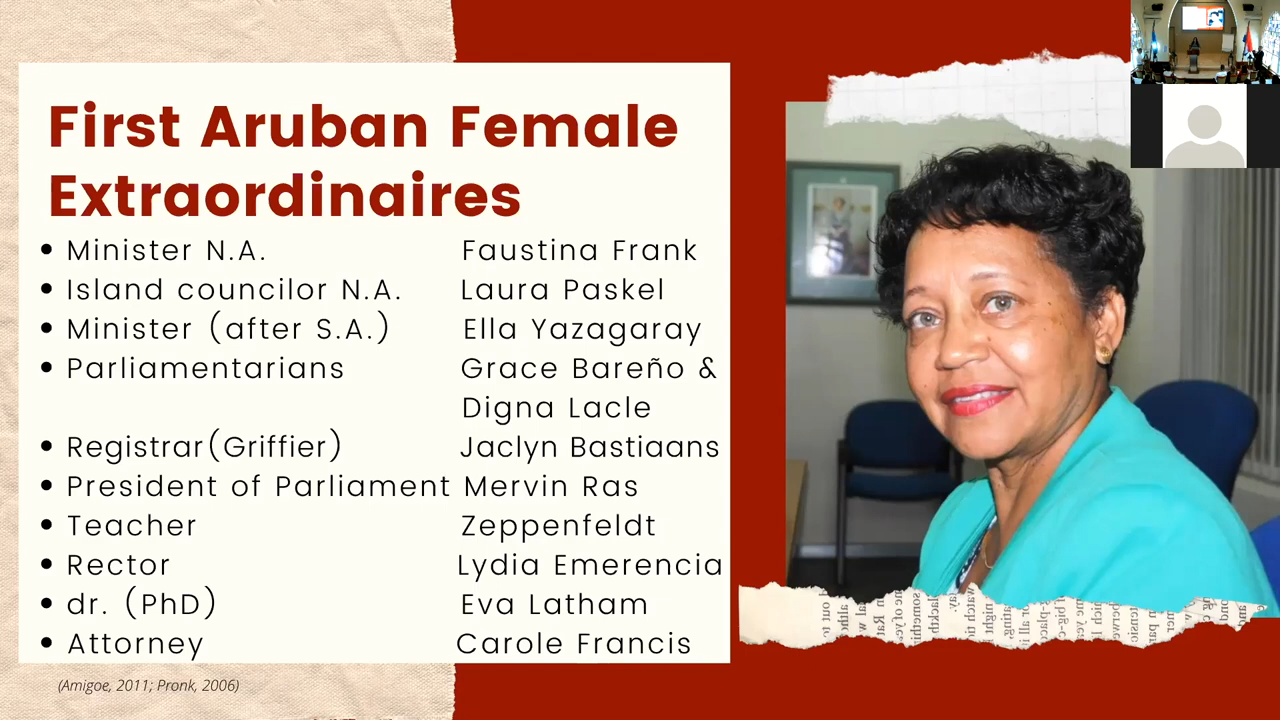 First Aruban Female
Extraordinaires
• Minister N.A. Faustina Frank
• Island councilor N.A. Laura Paskel
• Minister (after S.A.) Ella Yazagaray
• Parliamentarians Grace Bareño &
Digna Lacle
• Registrar(Griffier) Jaclyn Bastiaans
• President of Parliament Mervin Ras
• Teacher Zeppenfeldt
• Rector Lydia Emerencia
• dr. (PhD) Eva Latham
• Attorney Carole Francis
(Amigoe, 2011; Pronk, 2006)